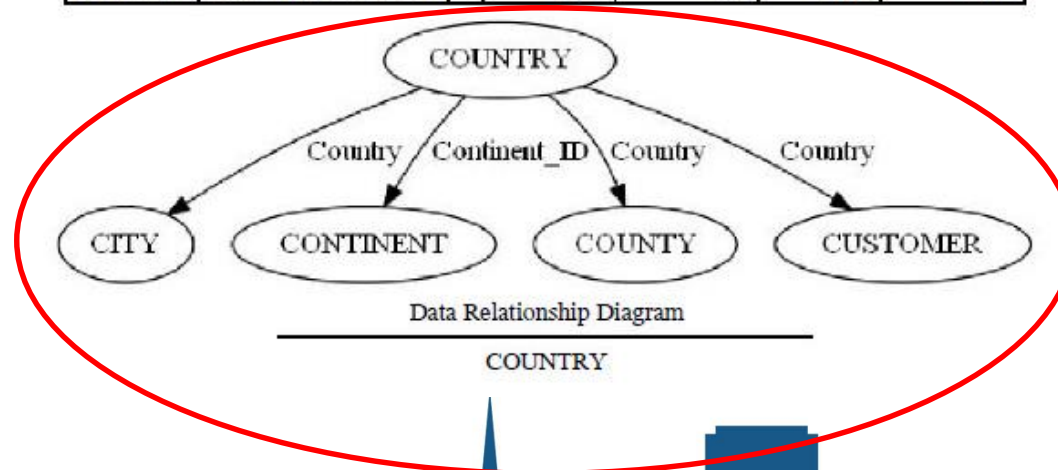 COUNTRY
Country Continent_ID Country Country
CITY CONTINENT COUNTY CUSTOMER
Data Relationship Diagram
COUNTRY